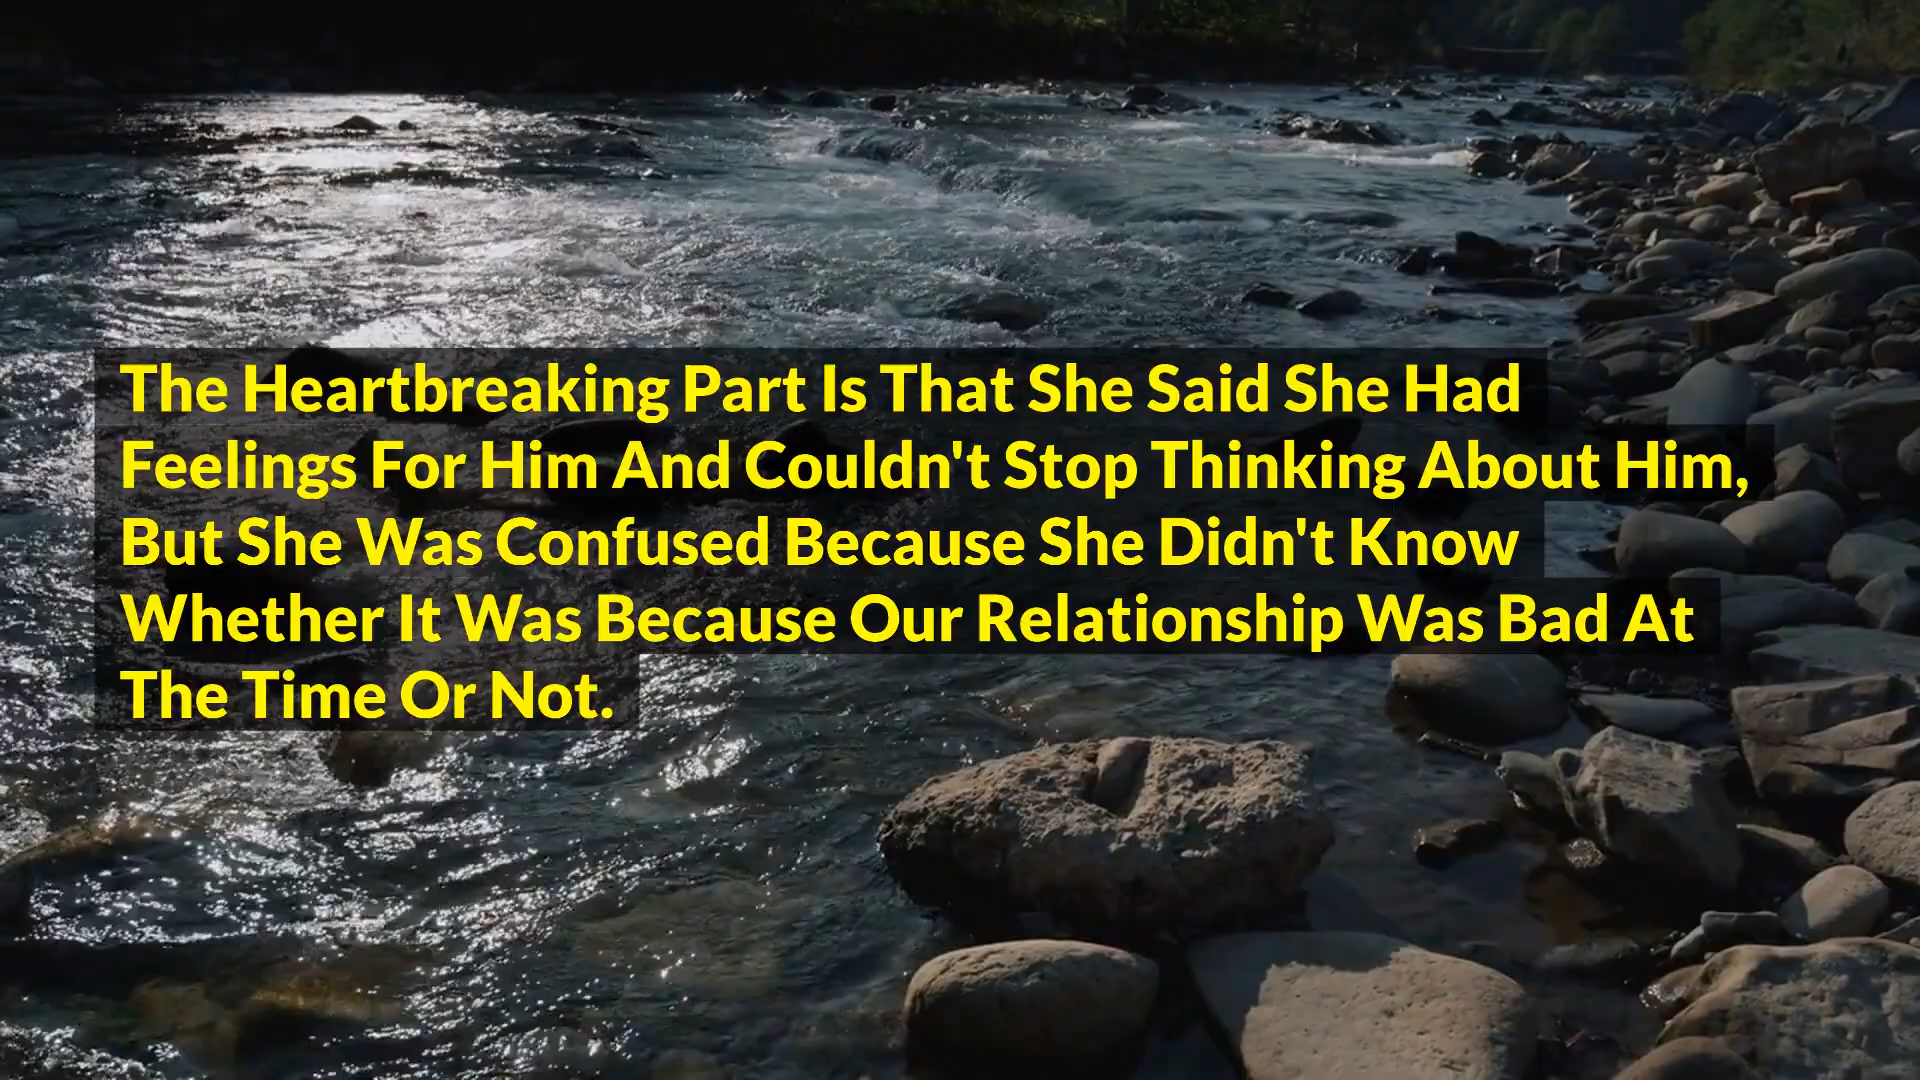 The Heartbreaking Part Is That She Said She Had
Feelings For Him And Couldn't Stop Thinking About Him,
But She Was Confused Because She Didn't Know
Whether It Was Because Our Relationship Was Bad At
The Time Or Not.